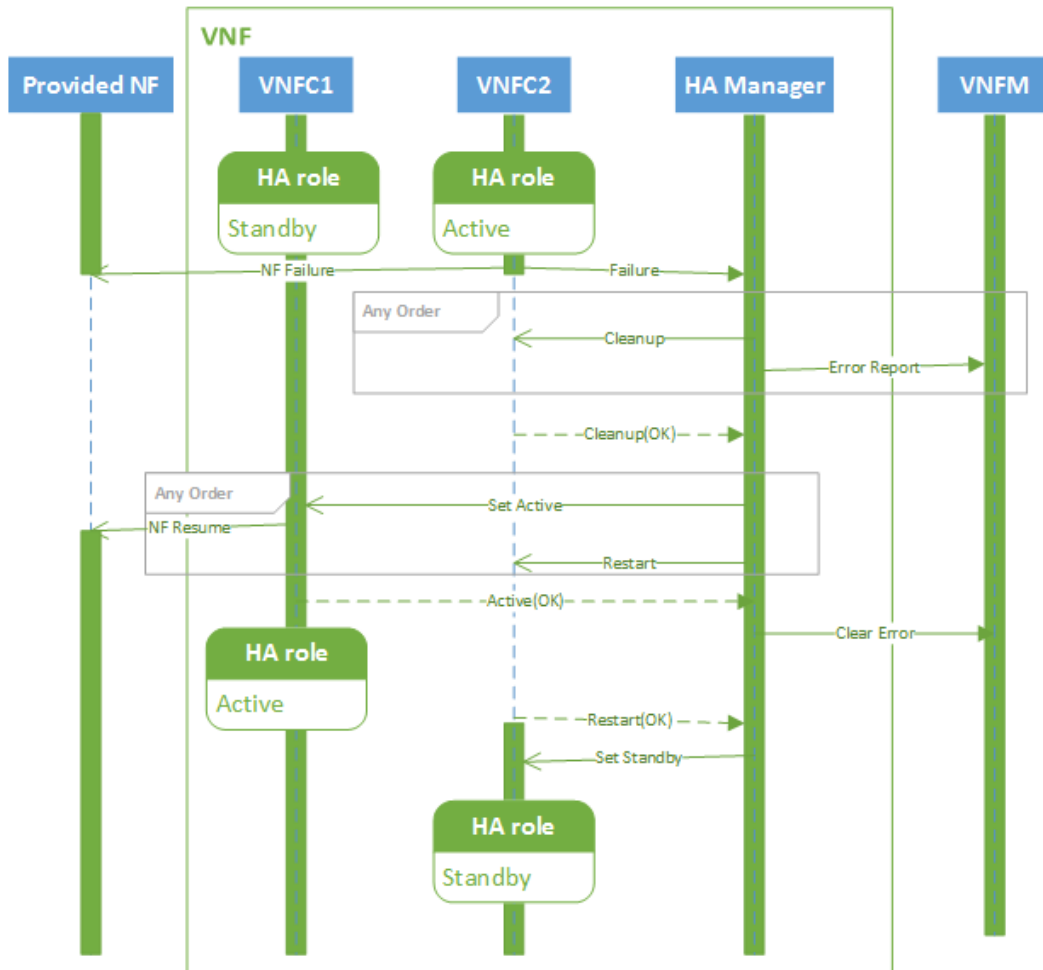 VNF
Provided NF
VNFC1
VNFC2
HA Manager
VNFM
HA role
Standby
HA role
Active
NF Failure
Failure
Any Order
Cleanup
Error Report
Cleanup(OK)
Any Order
Set Active
NF Resume
Restart
Active(OK)
Clear Error
HA role
Active
Restart(OK)
Set Standby
HA role
Standby